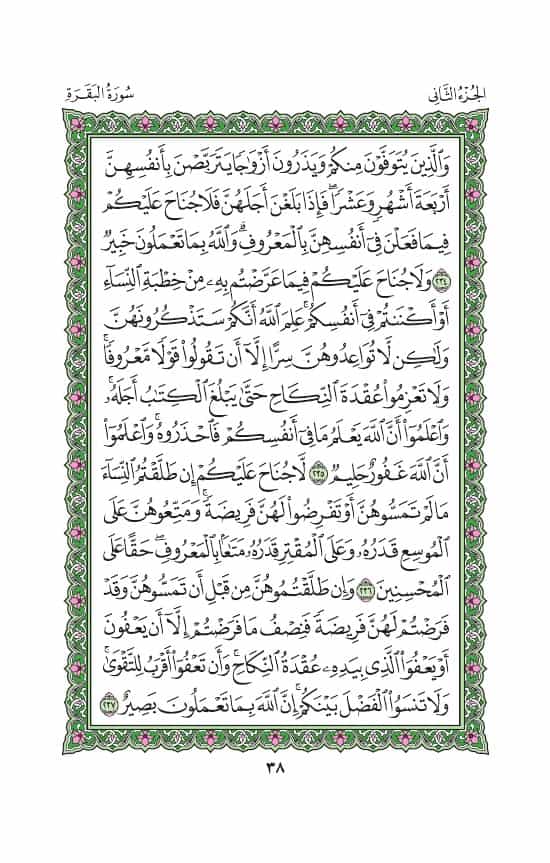 الجُزْءُ الثَّانِى
سُورَةُ البَقَرَةِ
وَٱلَّذِينَ يُتَوَفَّوْنَ مِنكُمْ وَيَذَرُونَ أَزْوَٰجًا يَتَرَبَّصْنَ بِأَنفُسِهِنَّ
أَرْبَعَةَ أَشْهُرٍ وَعَشْرًا ۖ فَإِذَا بَلَغْنَ أَجَلَهُنَّ فَلَا جُنَاحَ عَلَيْكُمْ
فِيمَا فَعَلْنَ فِىٓ أَنفُسِهِنَّ بِٱلْمَعْرُوفِ ۗ وَٱللَّهُ بِمَا تَعْمَلُونَ خَبِيرٌ
٢٣٤ وَلَا جُنَاحَ عَلَيْكُمْ فِيمَا عَرَّضْتُم بِهِۦ مِنْ خِطْبَةِ ٱلنِّسَآءِ
أَوْ أَكْنَنتُمْ فِىٓ أَنفُسِكُمْ ۚ عَلِمَ ٱللَّهُ أَنَّكُمْ سَتَذْكُرُونَهُنَّ
وَلَـٰكِن لَّا تُوَاعِدُوهُنَّ سِرًّا إِلَّآ أَن تَقُولُوا۟ قَوْلًا مَّعْرُوفًا ۚ
وَلَا تَعْزِمُوا۟ عُقْدَةَ ٱلنِّكَاحِ حَتَّىٰ يَبْلُغَ ٱلْكِتَـٰبُ أَجَلَهُۥ ۚ
وَٱعْلَمُوٓا۟ أَنَّ ٱللَّهَ يَعْلَمُ مَا فِىٓ أَنفُسِكُمْ فَٱحْذَرُوهُ ۚ وَٱعْلَمُوٓا۟
أَنَّ ٱللَّهَ غَفُورٌ حَلِيمٌ ٢٣٥ لَّا جُنَاحَ عَلَيْكُمْ إِن طَلَّقْتُمُ ٱلنِّسَآءَ
مَا لَمْ تَمَسُّوهُنَّ أَوْ تَفْرِضُوا۟ لَهُنَّ فَرِيضَةً ۚ وَمَتِّعُوهُنَّ عَلَى
ٱلْمُوسِعِ قَدَرُهُۥ وَعَلَى ٱلْمُقْتِرِ قَدَرُهُۥ مَتَـٰعًۢا بِٱلْمَعْرُوفِ ۖ حَقًّا عَلَى
ٱلْمُحْسِنِينَ ٢٣٦ وَإِن طَلَّقْتُمُوهُنَّ مِن قَبْلِ أَن تَمَسُّوهُنَّ وَقَدْ
فَرَضْتُمْ لَهُنَّ فَرِيضَةً فَنِصْفُ مَا فَرَضْتُمْ إِلَّآ أَن يَعْفُونَ
أَوْ يَعْفُوَا۟ ٱلَّذِى بِيَدِهِۦ عُقْدَةُ ٱلنِّكَاحِ ۚ وَأَن تَعْفُوٓا۟ أَقْرَبُ لِلتَّقْوَىٰ ۚ
وَلَا تَنسَوُا۟ ٱلْفَضْلَ بَيْنَكُمْ ۚ إِنَّ ٱللَّهَ بِمَا تَعْمَلُونَ بَصِيرٌ ٢٣٧
٣٨